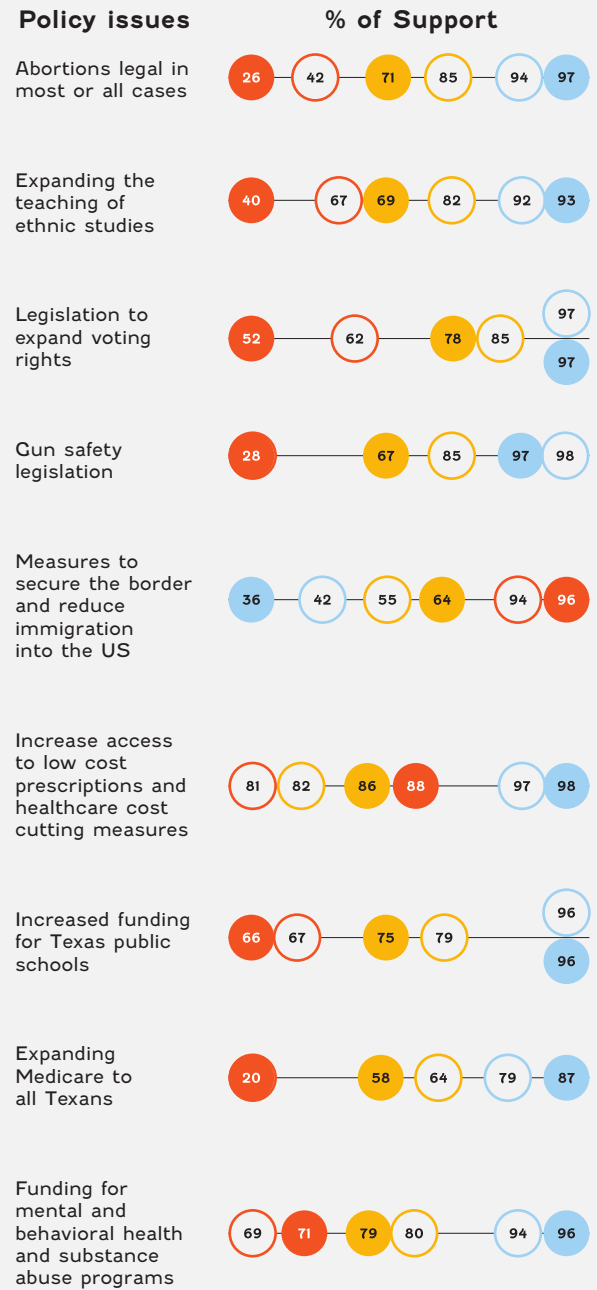 Policy issues % of Support
Abortions legal in
most or all cases
26 42 71 85 94 97
Expanding the
teaching of
ethnic studies
40 67 69 82 92 93
Legislation to
expand voting
rights
97
52 62 78 85
97
Gun safety
legislation
28 67 85 97 98
Measures to
secure the border
and reduce
immigration
into the US
36 42 55 64 94 96
Increase access
to low cost
prescriptions and
healthcare cost
cutting measures
81 82 86 88 97 98
Increased funding
for Texas public
schools
96
66 67 75 79
96
Expanding
Medicare to
all Texans
20 58 64 79 87
Funding for
mental and
behavioral health
and substance
abuse programs
69 71 79 80 94 96